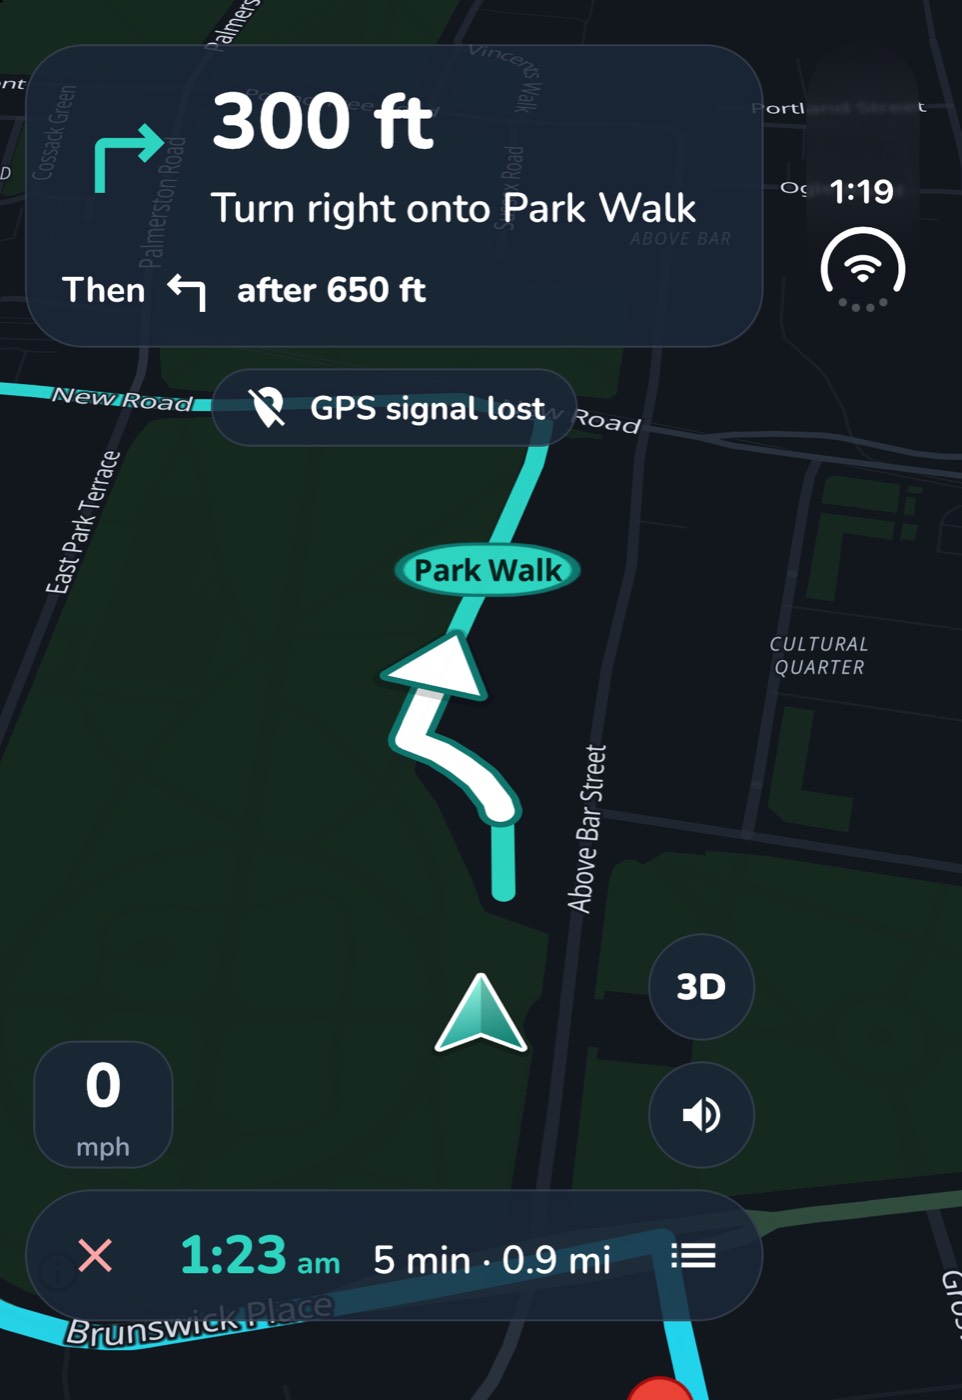 Palmers
Vincents Walk
Cossack Green
300 ft
Portland Street
Palmerston Road
Turn right onto Park Walk
1:19
ABOVE BAR
Then after 650 ft
New Road
GPS signal lost
Road
East Park Terrace
Park Walk
CULTURAL
QUARTER
Above Bar Street
3D
0
mph
1:23 am 5 min · 0.9 mi
Brunswick Place